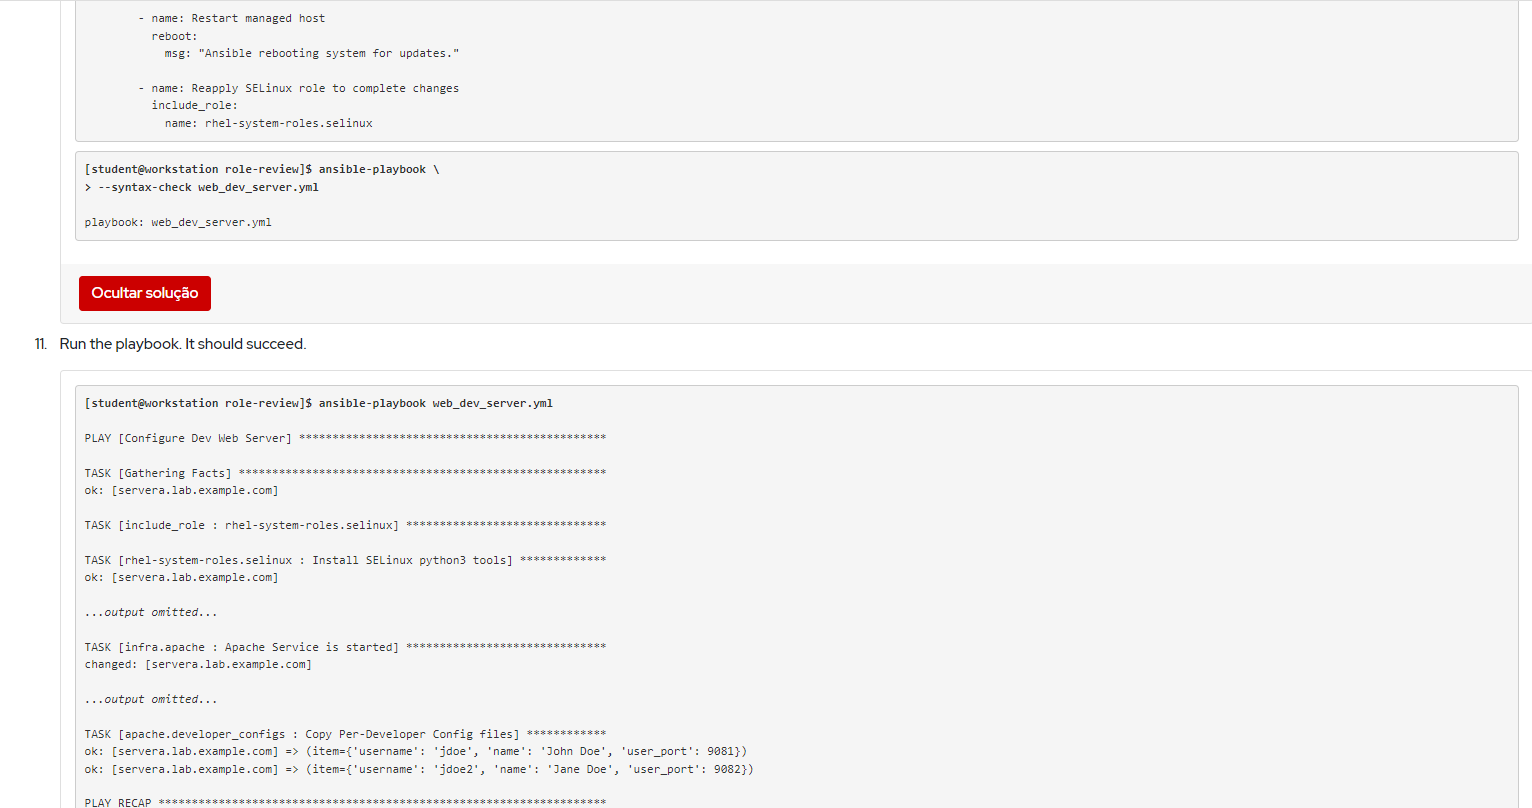 - name: Restart managed host
reboot:
msg: "Ansible rebooting system for updates."
- name: Reapply SELinux role to complete changes
include_role:
name: rhel-system-roles.selinux
[student@workstation role-review]$ ansible-playbook \
> --syntax-check web_dev_server.yml
playbook: web_dev_server.yml
Ocultar solução
11. Run the playbook. It should succeed.
[student@workstation role-review]$ ansible-playbook web_dev_server.yml
PLAY [Configure Dev Web Server] **********************************************
TASK [Gathering Facts] *******************************************************
ok: [servera.lab.example.com]
TASK [include_role : rhel-system-roles.selinux] ******************************
TASK [rhel-system-roles.selinux : Install SELinux python3 tools] *************
ok: [servera.lab.example.com]
...output omitted...
TASK [infra.apache : Apache Service is started] ******************************
changed: [servera.lab.example.com]
...output omitted...
TASK [apache.developer_configs : Copy Per-Developer Config files] ************
ok: [servera.lab.example.com] => (item={'username': 'jdoe', 'name': 'John Doe', 'user_port': 9081})
ok: [servera.lab.example.com] => (item={'username': 'jdoe2', 'name': 'Jane Doe', 'user_port': 9082})
PLAY RECAP *******************************************************************